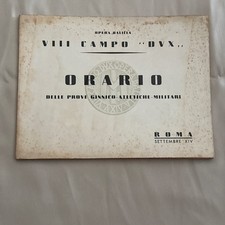 OPERA BALILLA
VIII CAMPO "DVX"
ORARIO
DELLE PROVE GINNICO-ATLETICHE MILITARI
ROMA
SETTEMBRE XIV